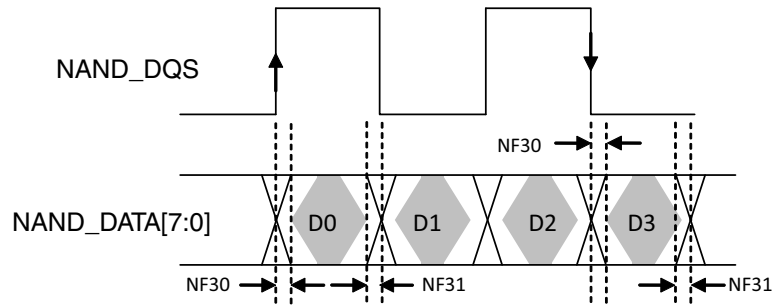 NAND_DQS
NF30
NAND_DATA[7:0]
D0 D1 D2 D3
NF30 NF31 NF31